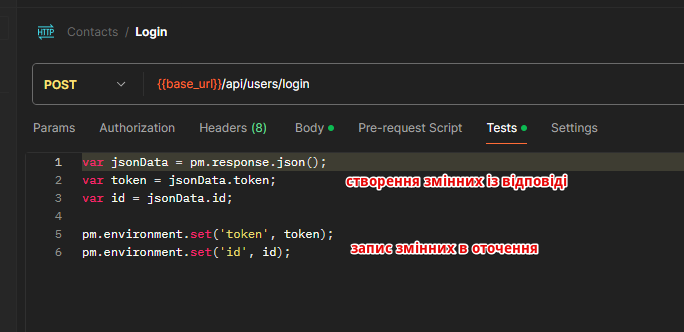 HTTP Contacts / Login
POST {{base_url}}/api/users/login
Params Authorization Headers (8) Body Pre-request Script Tests Settings
1 var jsonData = pm.response.json();
2 var token = jsonData.token;
створення змінних із відповіді
3 var id = jsonData.id;
4
5 pm.environment.set('token', token);
запис змінних в оточення
6 pm.environment.set('id', id);